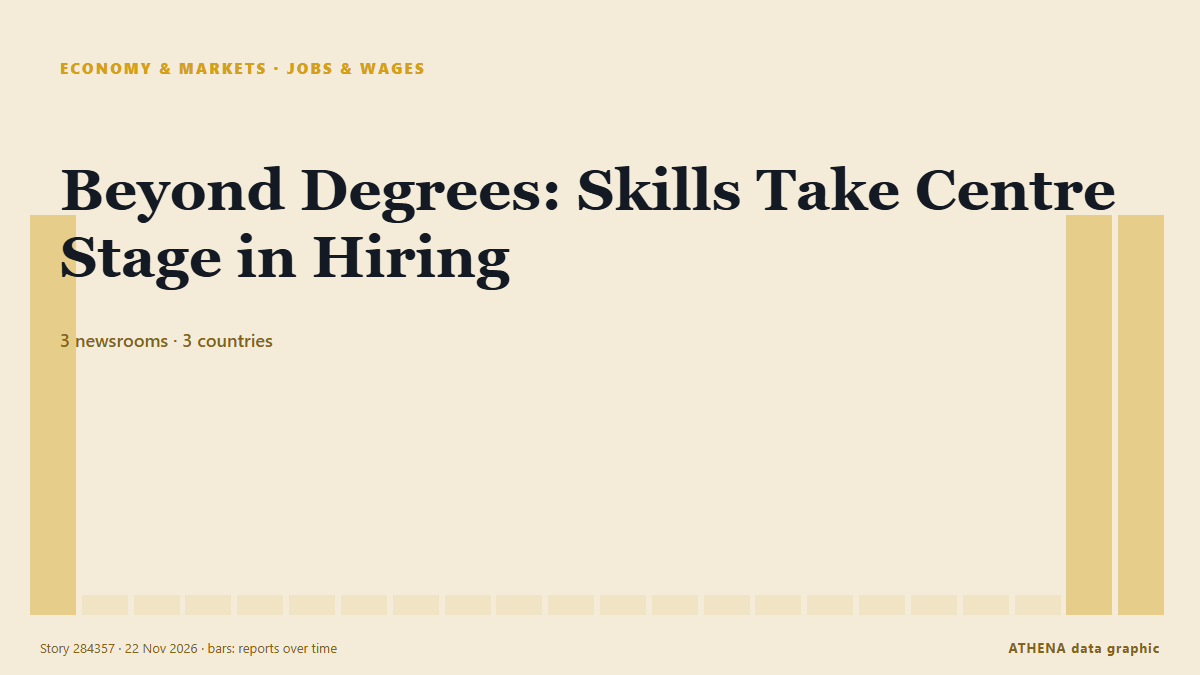 ECONOMY & MARKETS · JOBS & WAGES
Beyond Degrees: Skills Take Centre
Stage in Hiring
3 newsrooms · 3 countries
Story 284357 · 22 Nov 2026 · bars: reports over time
ATHENA data graphic